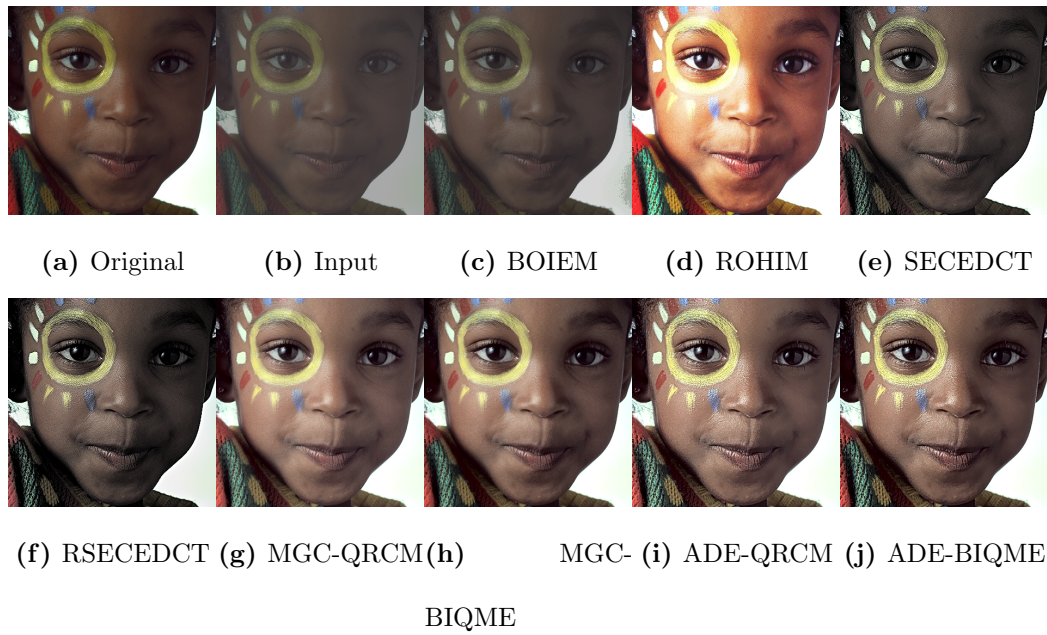 (a) Original (b) Input (c) BOIEM (d) ROHIM (e) SECEDCT
(f) RSECEDCT (g) MGC-QRCM (h) MGC- (i) ADE-QRCM (j) ADE-BIQME
BIQME